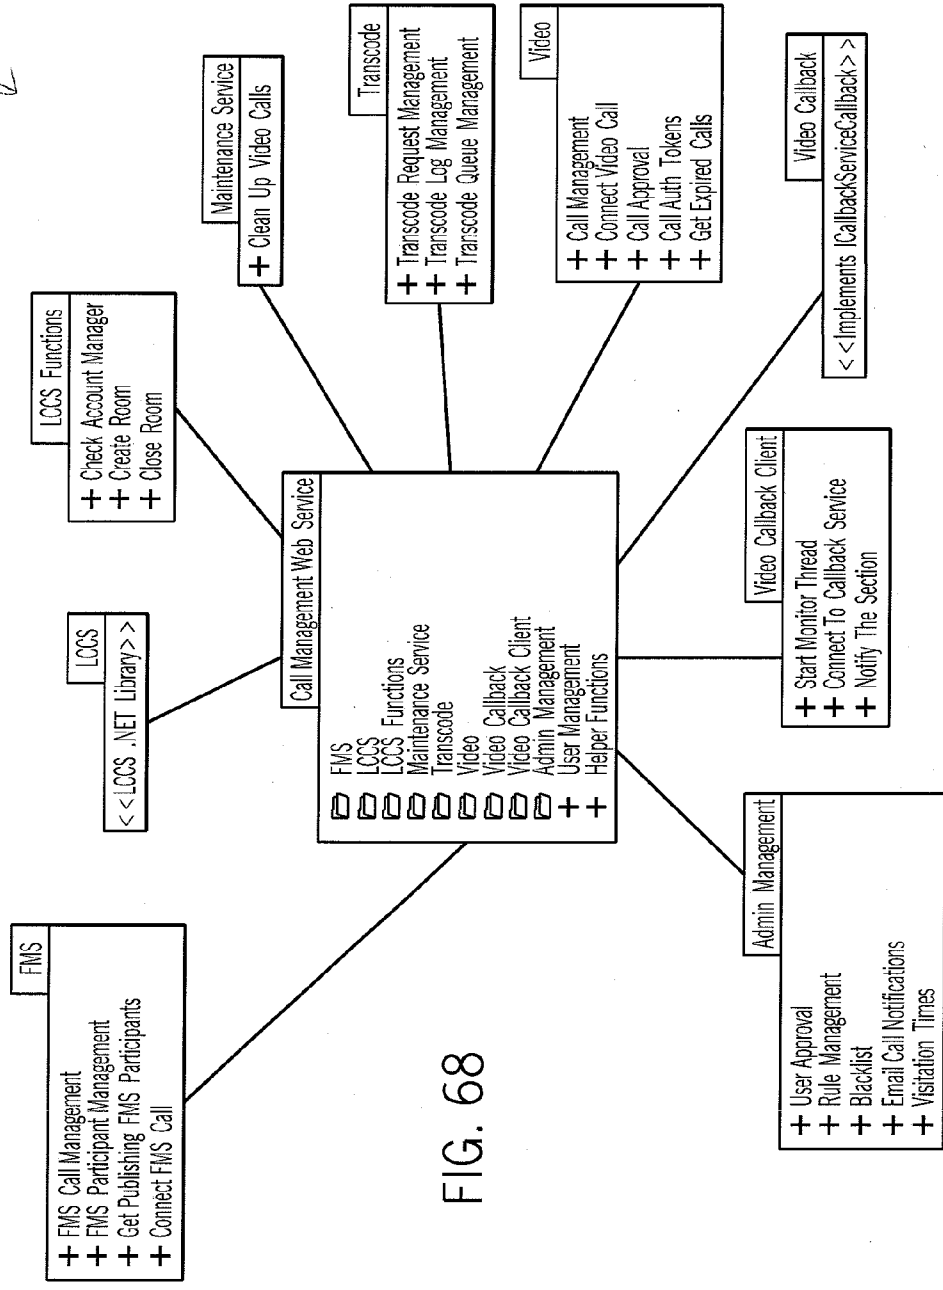 FMS
+ FMS Call Management
+ FMS Participant Management
+ Get Publishing FMS Participants
+ Connect FMS Call
LCCS
<<LCCS .NET Library>>
LCCS Functions
+ Check Account Manager
+ Create Room
+ Close Room
Maintenance Service
+ Clean Up Video Calls
Transcode
+ Transcode Request Management
+ Transcode Log Management
+ Transcode Queue Management
Call Management Web Service
FMS
LCCS
LCCS Functions
Maintenance Service
Transcode
Video
Video Callback
Video Callback Client
Admin Management
+ User Management
+ Helper Functions
Video
+ Call Management
+ Connect Video Call
+ Call Approval
+ Call Auth Tokens
+ Get Expired Calls
Admin Management
+ User Approval
+ Rule Management
+ Blacklist
+ Email Call Notifications
+ Visitation Times
Video Callback Client
+ Start Monitor Thread
+ Connect To Callback Service
+ Notify The Section
Video Callback
<<Implements ICallbackServiceCallback>>
FIG. 68